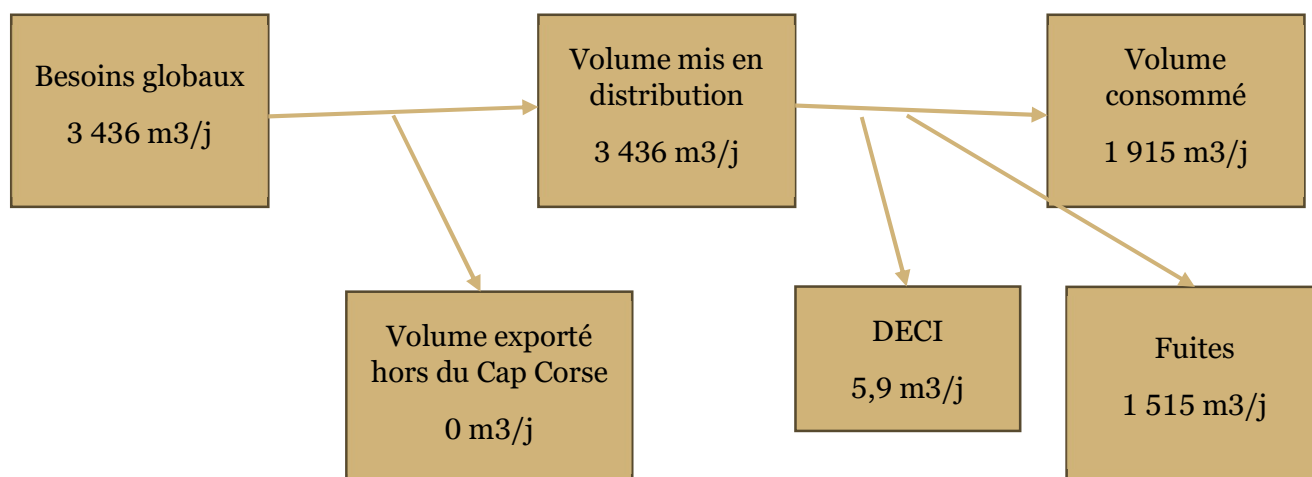 Besoins globaux
3 436 m3/j
Volume mis en
distribution
3 436 m3/j
Volume
consommé
1 915 m3/j
Volume exporté
hors du Cap Corse
0 m3/j
DECI
5,9 m3/j
Fuites
1 515 m3/j